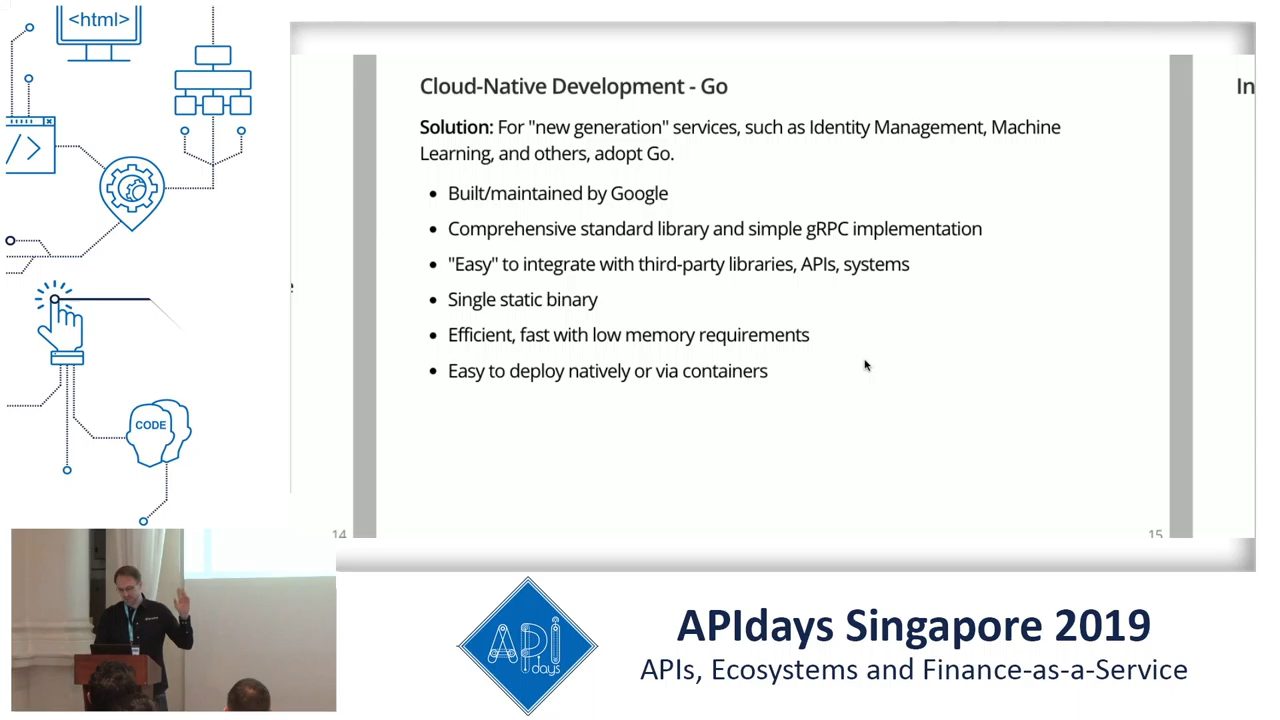 <html>
</>
CODE
Cloud-Native Development - Go
Solution: For "new generation" services, such as Identity Management, Machine
Learning, and others, adopt Go.
• Built/maintained by Google
• Comprehensive standard library and simple gRPC implementation
• "Easy" to integrate with third-party libraries, APIs, systems
• Single static binary
• Efficient, fast with low memory requirements
• Easy to deploy natively or via containers
14
15
In
API
days
APIdays Singapore 2019
APIs, Ecosystems and Finance-as-a-Service